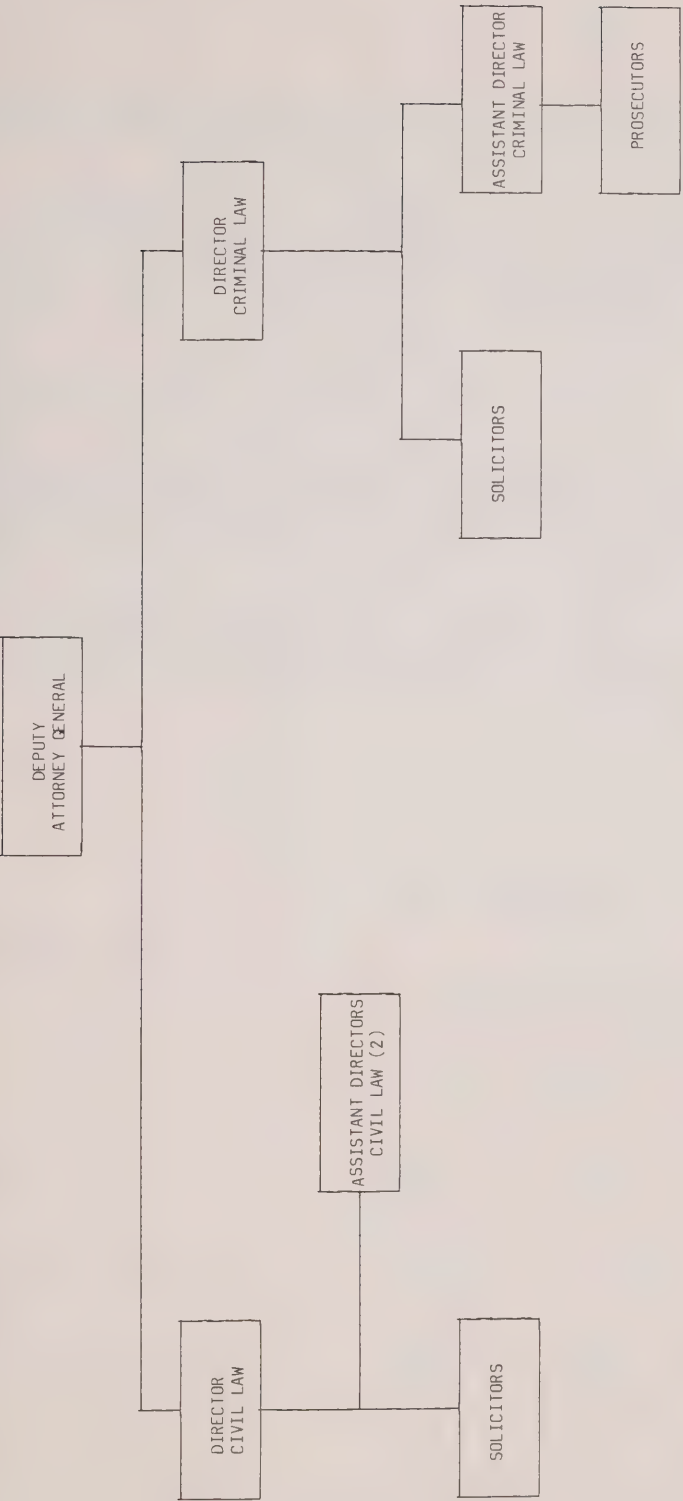 DEPUTY
ATTORNEY GENERAL
DIRECTOR
CIVIL LAW
DIRECTOR
CRIMINAL LAW
ASSISTANT DIRECTORS
CIVIL LAW (2)
SOLICITORS
SOLICITORS
ASSISTANT DIRECTOR
CRIMINAL LAW
PROSECUTORS